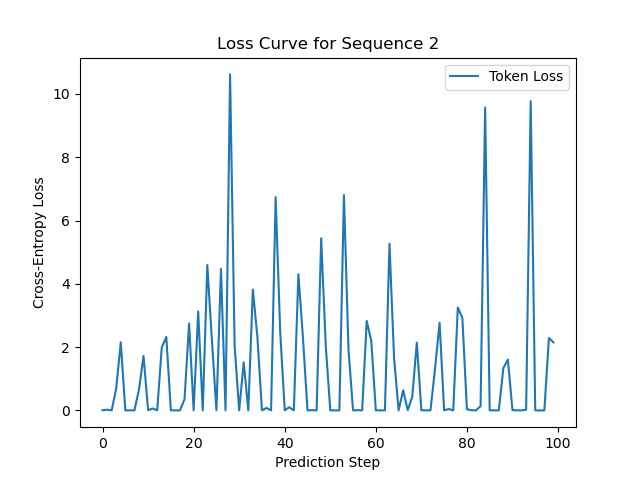 Loss Curve for Sequence 2
Token Loss
Cross-Entropy Loss
10
8
6
4
2
0
0 20 40 60 80 100
Prediction Step